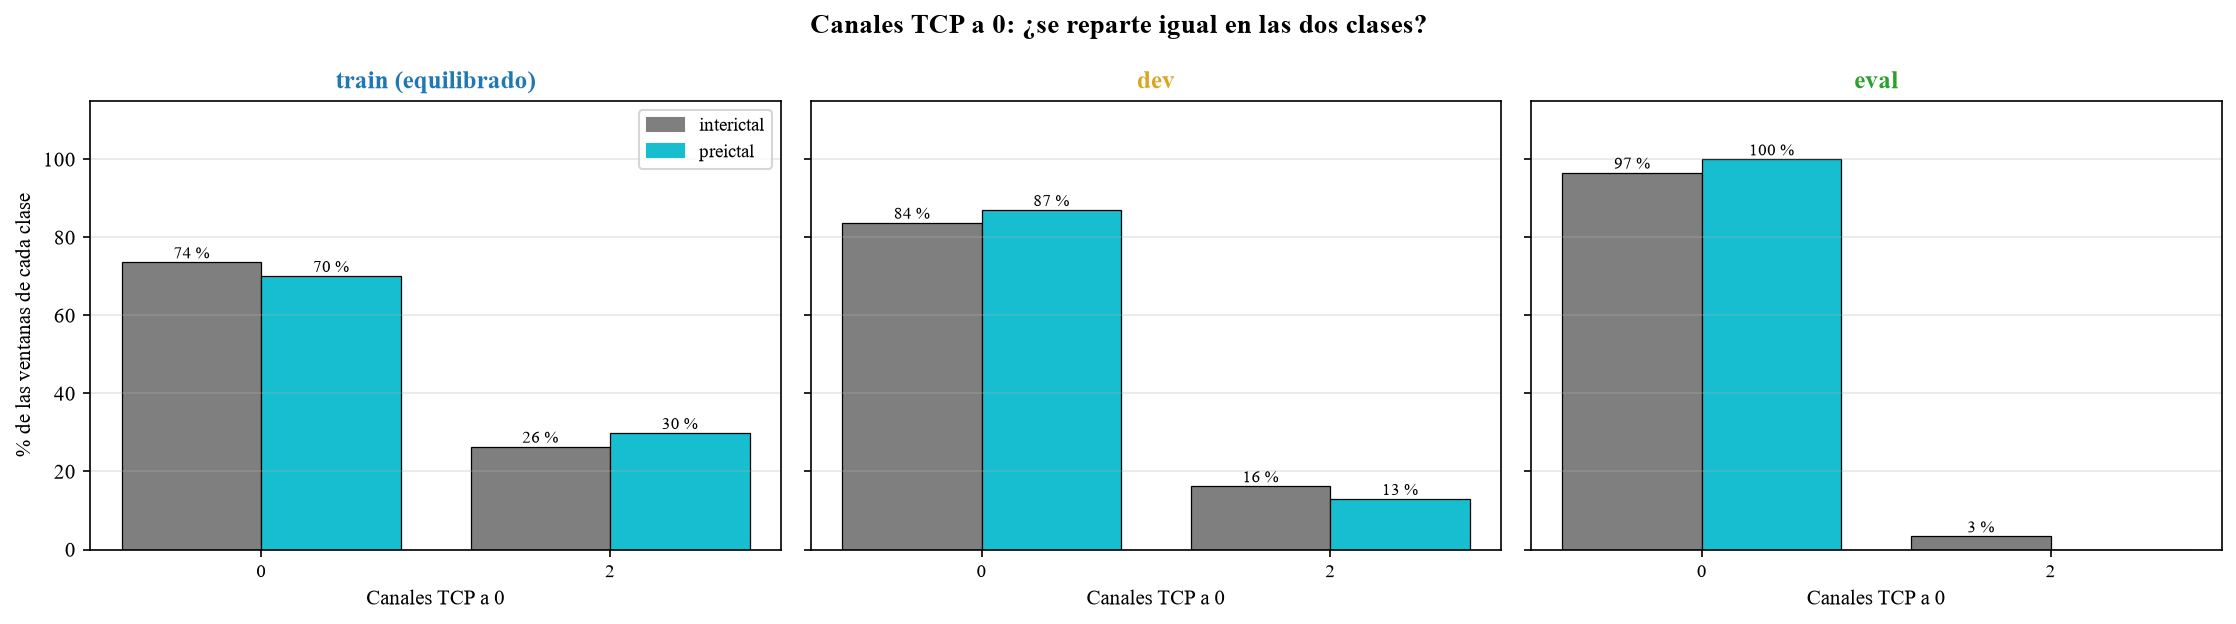 Canales TCP a 0: ¿se reparte igual en las dos clases?
train (equilibrado)
dev
eval
interictal
preictal
% de las ventanas de cada clase
100
80
60
40
20
0
74 %
70 %
26 %
30 %
84 %
87 %
16 %
13 %
97 %
100 %
3 %
0
2
0
2
0
2
Canales TCP a 0
Canales TCP a 0
Canales TCP a 0